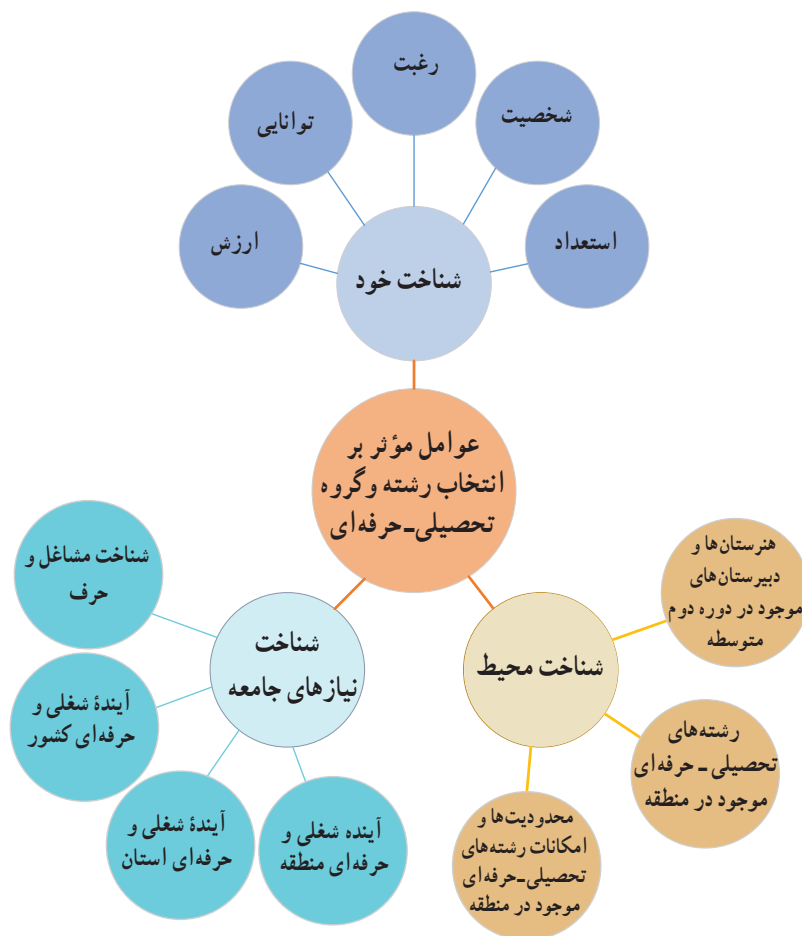 رغبت
توانایی
شخصیت
ارزش
استعداد
شناخت خود
عوامل مؤثر بر
انتخاب رشته وگروه
تحصیلی-حرفه‌ای
شناخت
نیازهای جامعه
شناخت مشاغل و
حرف
آیندهٔ شغلی و
حرفه‌ای کشور
آیندهٔ شغلی و
حرفه‌ای استان
آینده شغلی و
حرفه‌ای منطقه
شناخت محیط
هنرستان‌ها و
دبیرستان‌های
موجود در دوره دوم
متوسطه
رشته‌های
تحصیلی - حرفه‌ای
موجود در منطقه
محدودیت‌ها و
امکانات رشته‌های
تحصیلی-حرفه‌ای
موجود در منطقه